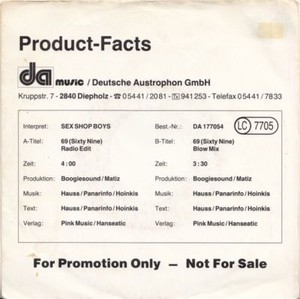 Product-Facts
da music / Deutsche Austrophon GmbH
Kruppstr. 7 - 2840 Diepholz - ☎ 05441/2081 - 941253 - Telefax 05441/7833
Interpret: SEX SHOP BOYS Best.-Nr.: DA 177054 LC 7705
A-Titel: 69 (Sixty Nine) B-Titel: 69 (Sixty Nine)
Radio Edit Blow Mix
Zeit: 4:00 Zeit: 3:30
Produktion: Boogiesound / Matiz Produktion: Boogiesound / Matiz
Musik: Hauss / Panarinfo / Hoinkis Musik: Hauss / Panarinfo / Hoinkis
Text: Hauss / Panarinfo / Hoinkis Text: Hauss / Panarinfo / Hoinkis
Verlag: Pink Music / Hanseatic Verlag: Pink Music / Hanseatic
For Promotion Only – Not For Sale